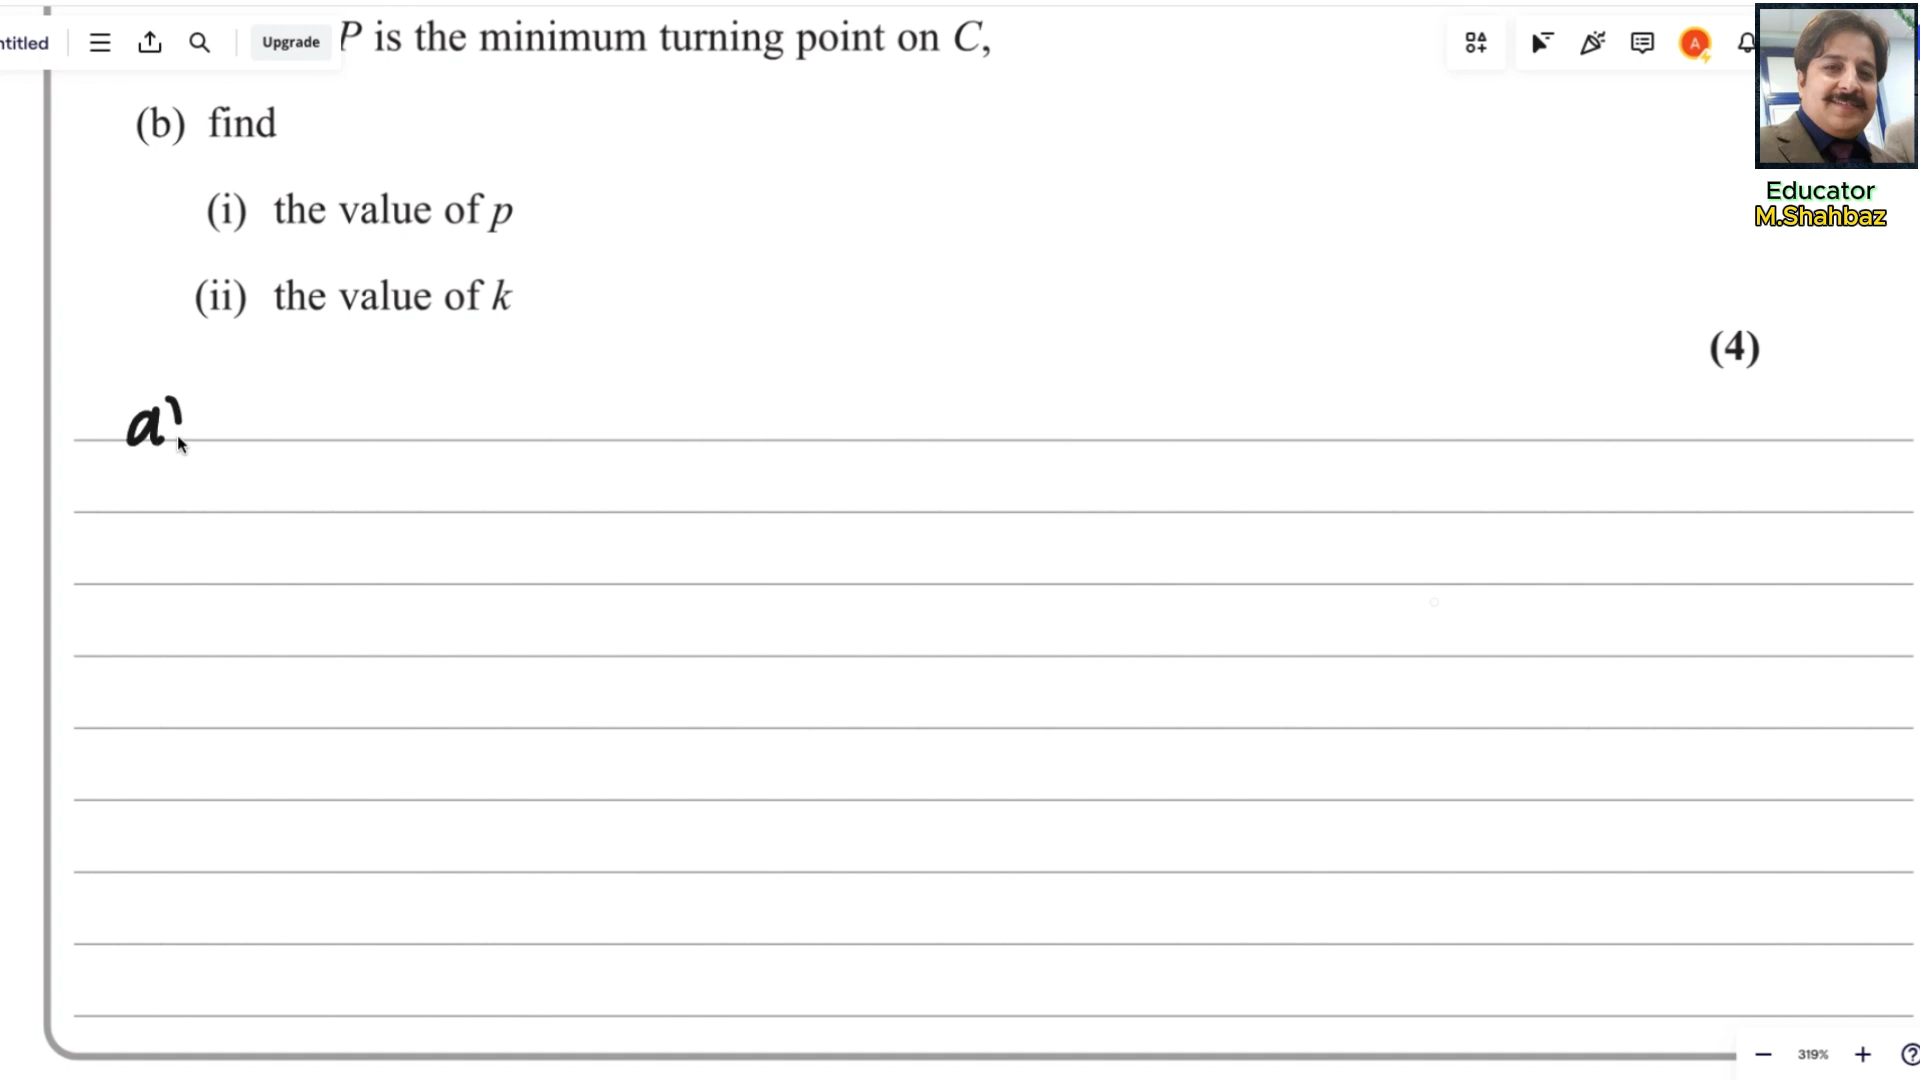 ntitled
Upgrade
P is the minimum turning point on C,
A
(b) find
(i) the value of p
Educator
M.Shahbaz
(ii) the value of k
(4)
a)
319%